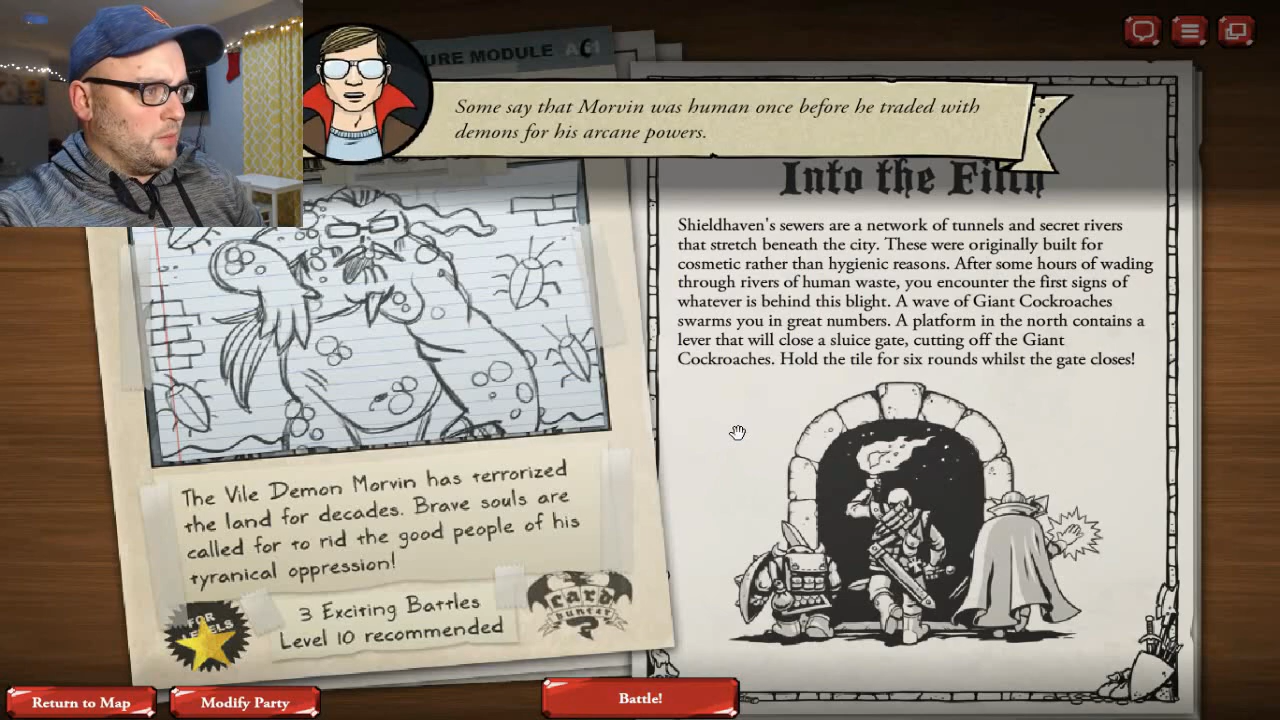 URE MODULE
Some say that Morvin was human once before he traded with
demons for his arcane powers.
The Vile Demon Morvin has terrorized
the land for decades. Brave souls are
called for to rid the good people of his
tyranical oppression!
FOR
3 Exciting Battles
Level 10 recommended
card
hunter
Into the Filth
Shieldhaven's sewers are a network of tunnels and secret rivers
that stretch beneath the city. These were originally built for
cosmetic rather than hygienic reasons. After some hours of wading
through rivers of human waste, you encounter the first signs of
whatever is behind this blight. A wave of Giant Cockroaches
swarms you in great numbers. A platform in the north contains a
lever that will close a sluice gate, cutting off the Giant
Cockroaches. Hold the tile for six rounds whilst the gate closes!
Return to Map
Modify Party
Battle!